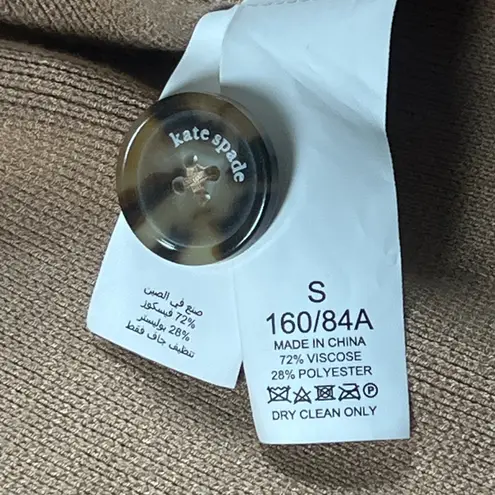 kate spade
صنع في الصين
72% فيسكوز
28% بوليستر
تنظيف جاف فقط
S
160/84A
MADE IN CHINA
72% VISCOSE
28% POLYESTER
P
DRY CLEAN ONLY